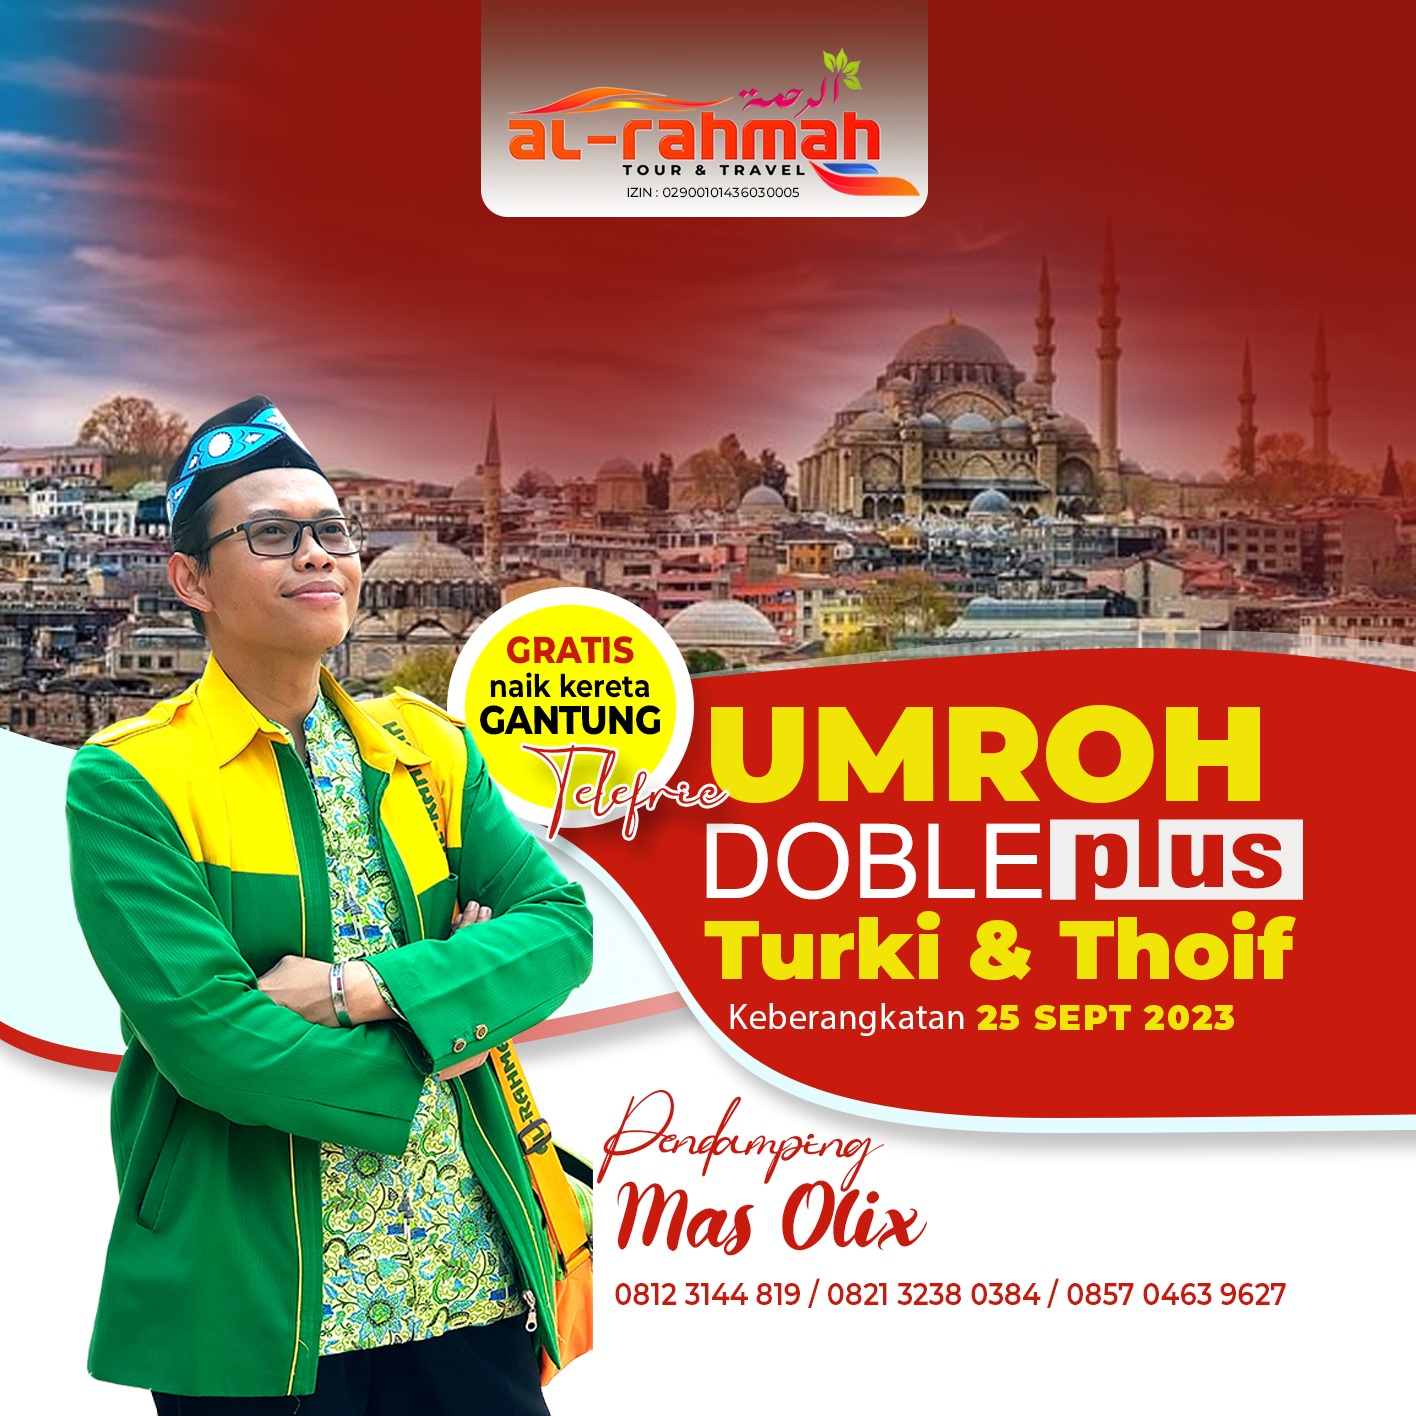 الرحمة
aL-rahmah
TOUR & TRAVEL
IZIN : 02900101436030005
GRATIS
naik kereta
GANTUNG
Telefric
UMROH
DOBLE plus
Turki & Thoif
Keberangkatan 25 SEPT 2023
Pendamping
Mas Olix
0812 3144 819 / 0821 3238 0384 / 0857 0463 9627